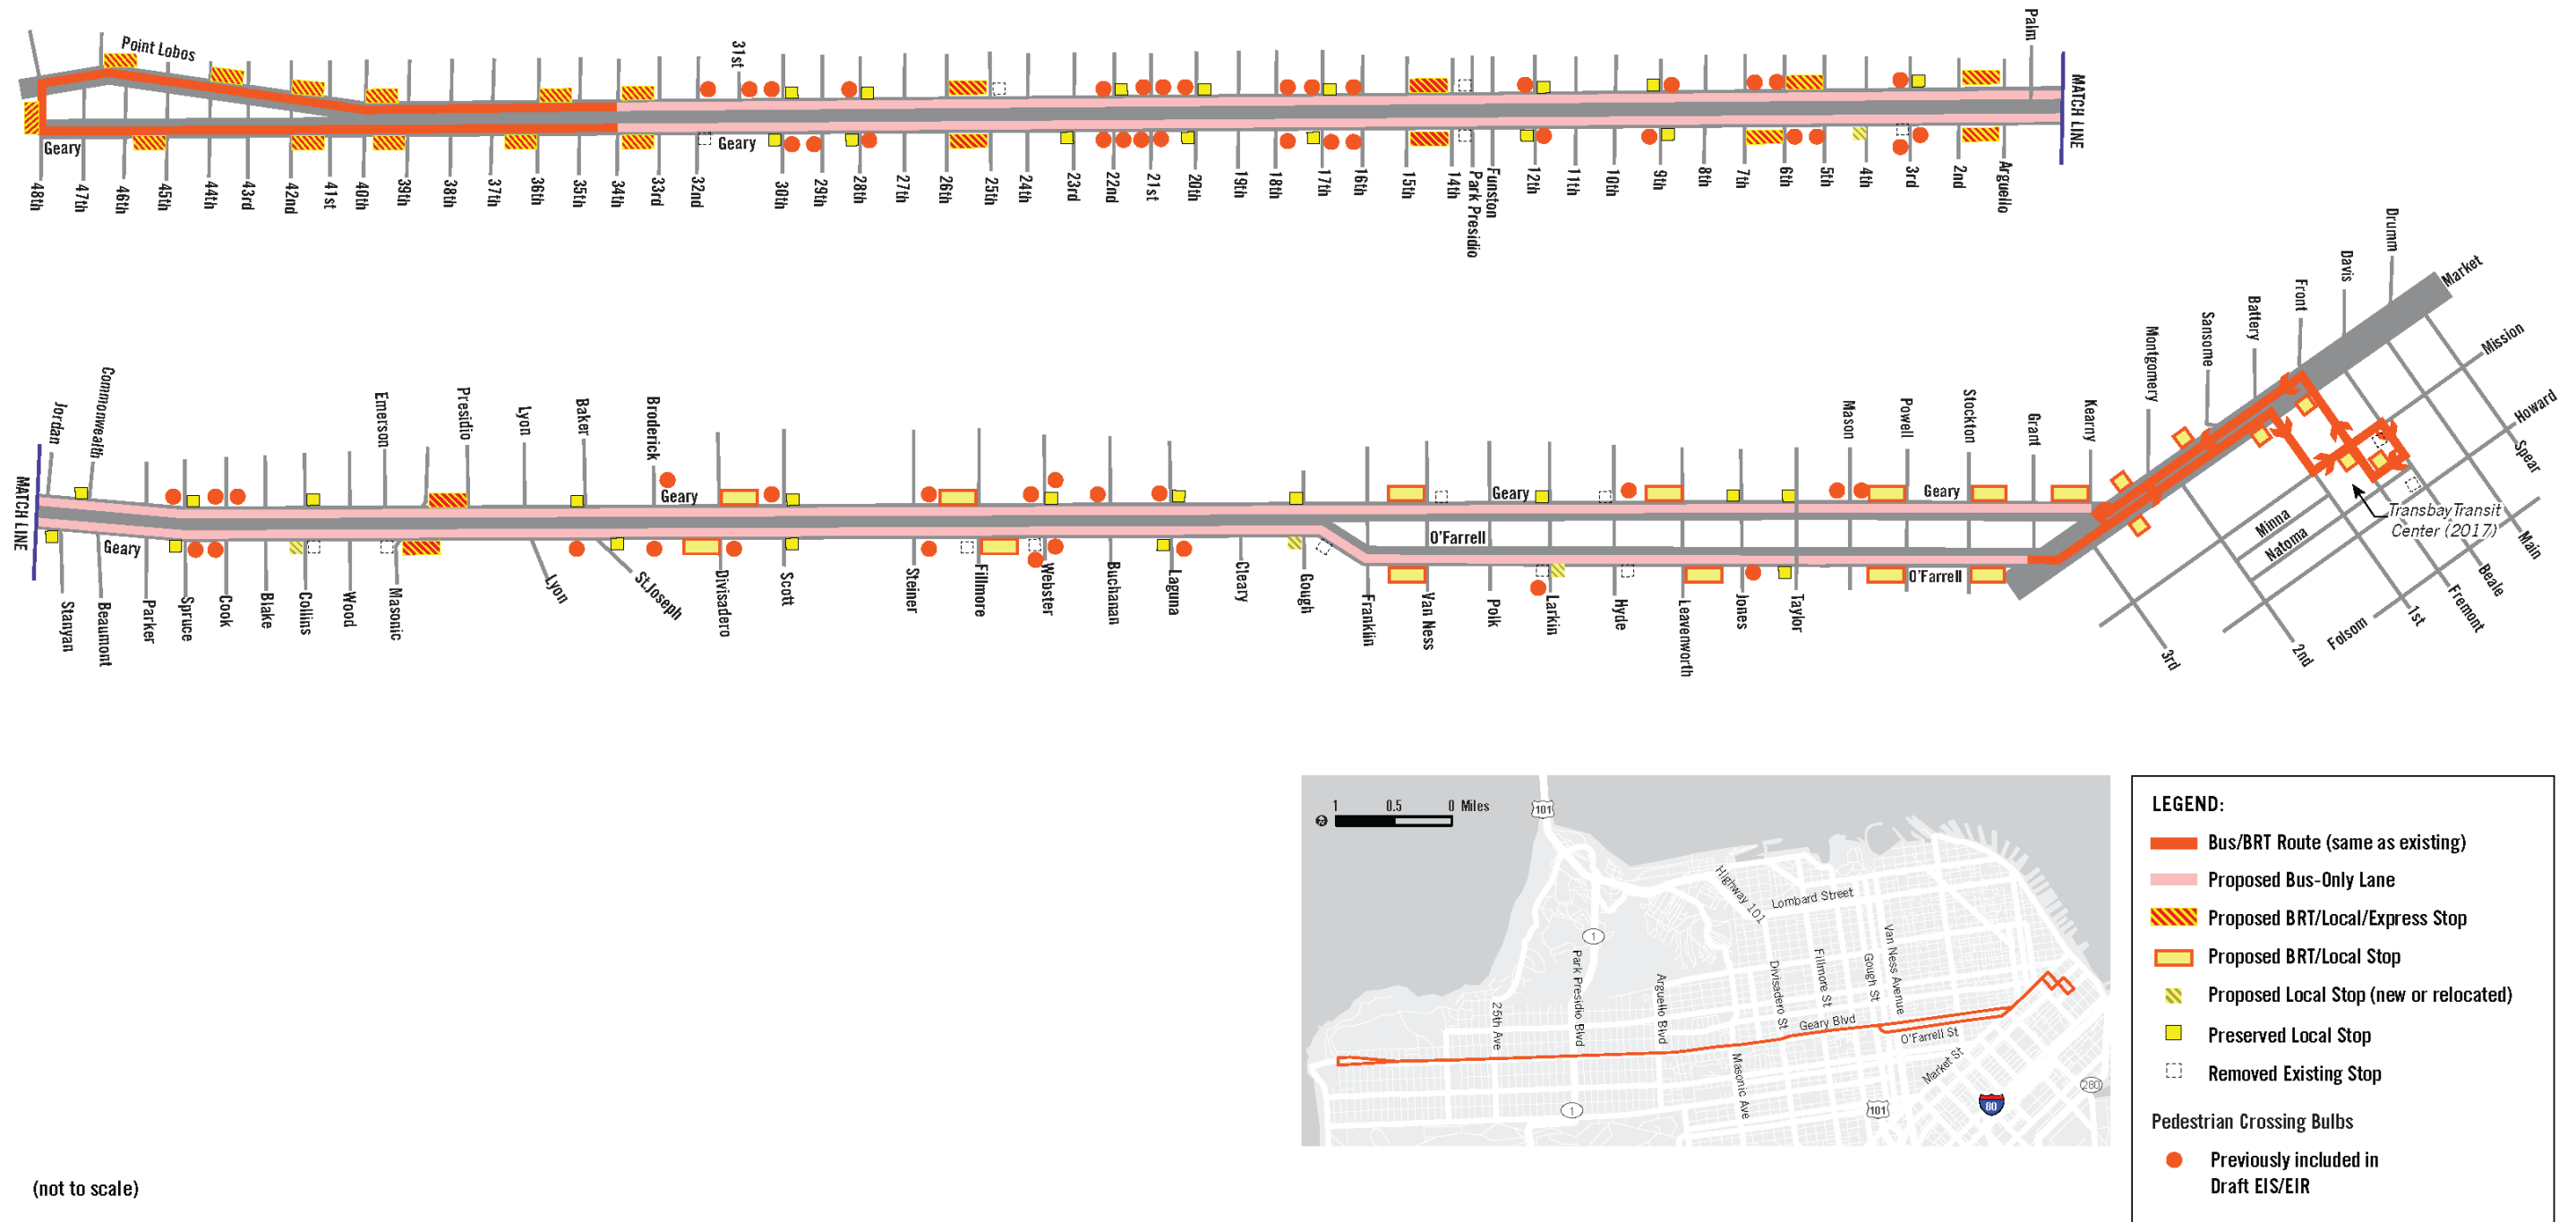 Point Lobos
31st
Palm
MATCH LINE
Geary
Geary
48th
47th
46th
45th
44th
43rd
42nd
41st
40th
39th
38th
37th
36th
35th
34th
33rd
32nd
30th
29th
28th
27th
26th
25th
24th
23rd
22nd
21st
20th
19th
18th
17th
16th
15th
14th
Park Presidio
Funston
12th
11th
10th
9th
8th
7th
6th
5th
4th
3rd
2nd
Arguello
Drumm
Davis
Front
Battery
Sansome
Montgomery
Market
Mission
Howard
Spear
Main
Beale
Fremont
1st
Folsom
2nd
3rd
Minna
Natoma
Transbay Transit
Center (2017)
MATCH LINE
Jordan
Commonwealth
Emerson
Presidio
Lyon
Baker
Broderick
Geary
Geary
Mason
Powell
Stockton
Grant
Kearny
Geary
Geary
O'Farrell
O'Farrell
Stanyan
Beaumont
Parker
Spruce
Cook
Blake
Collins
Wood
Masonic
Lyon
St.Joseph
Divisadero
Scott
Steiner
Fillmore
Webster
Buchanan
Laguna
Cleary
Gough
Franklin
Van Ness
Polk
Larkin
Hyde
Leavenworth
Jones
Taylor
1 0.5 0 Miles
101
Highway 101
Lombard Street
1
Park Presidio Blvd
25th Ave
Arguello Blvd
Divisadero St
Fillmore St
Gough St
Van Ness Avenue
Geary Blvd
O'Farrell St
Masonic Ave
Market St
1
101
80
280
LEGEND:
Bus/BRT Route (same as existing)
Proposed Bus-Only Lane
Proposed BRT/Local/Express Stop
Proposed BRT/Local Stop
Proposed Local Stop (new or relocated)
Preserved Local Stop
Removed Existing Stop
Pedestrian Crossing Bulbs
Previously included in
Draft EIS/EIR
(not to scale)